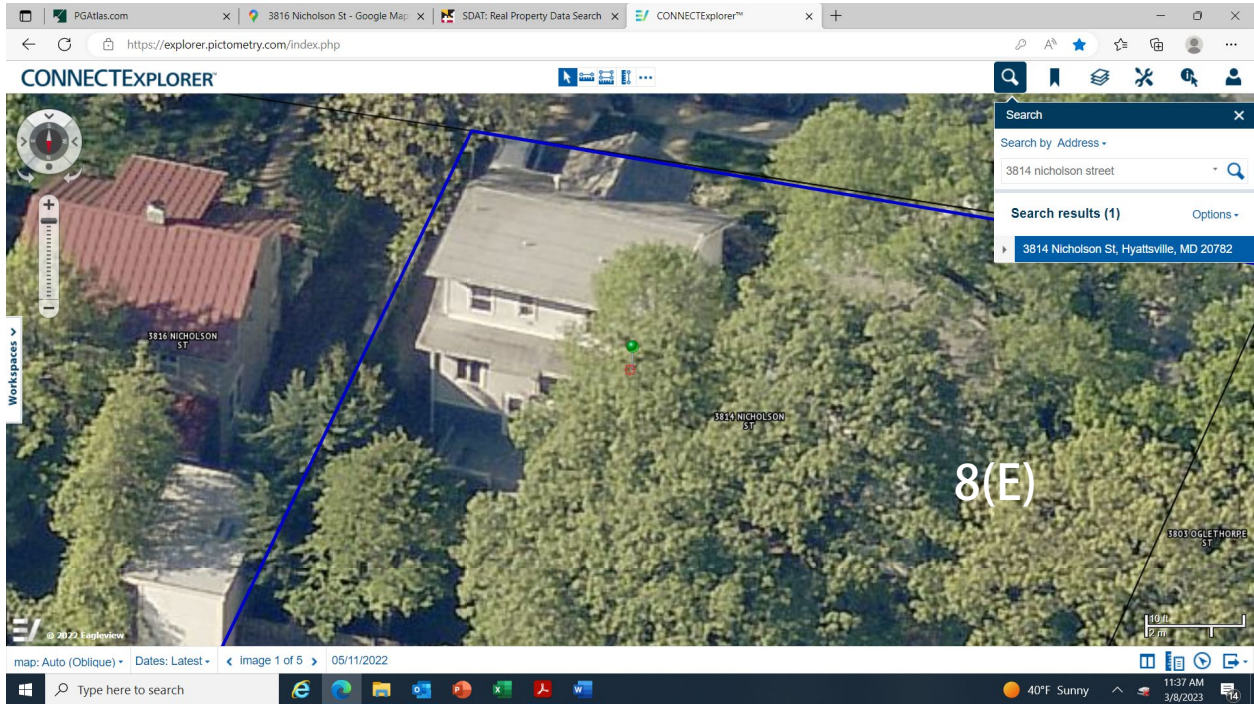 PGAtlas.com
3816 Nicholson St - Google Map
SDAT: Real Property Data Search
CONNECTExplorer™
https://explorer.pictometry.com/index.php
CONNECTEXPLORER
Search
Search by Address
3814 nicholson street
Search results (1)
Options
3814 Nicholson St, Hyattsville, MD 20782
3816 NICHOLSON
ST
Workspaces
3814 NICHOLSON
ST
8(E)
3803 OGLETHORPE
ST
10 ft
2 m
© 2022 Eagleview
map: Auto (Oblique)
Dates: Latest
image 1 of 5
05/11/2022
Type here to search
40°F Sunny
11:37 AM
3/8/2023
14